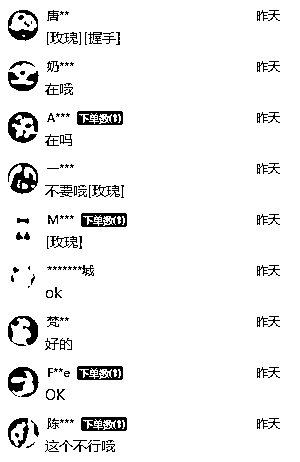 唐** 昨天
[玫瑰][握手]
奶*** 昨天
在哦
A*** 下单数(1) 昨天
在吗
一*** 昨天
不要哦[玫瑰]
M*** 下单数(1) 昨天
[玫瑰]
*******城 昨天
ok
梵** 昨天
好的
F**e 下单数(1) 昨天
OK
陈*** 下单数(1) 昨天
这个不行哦